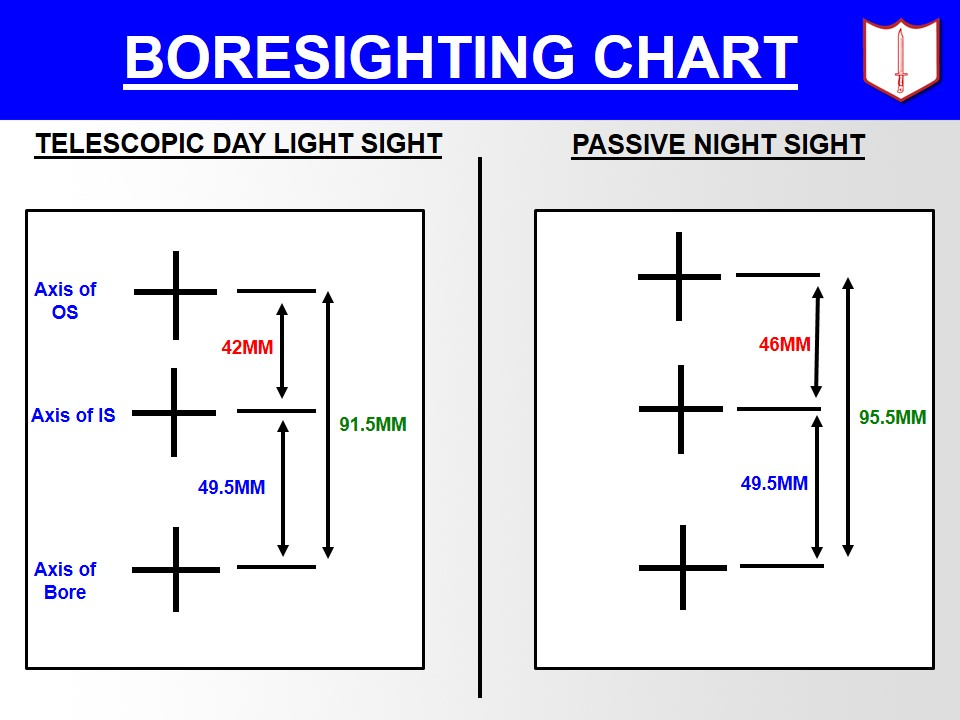 BORESIGHTING CHART
TELESCOPIC DAY LIGHT SIGHT
Axis of
OS
42MM
Axis of IS
91.5MM
49.5MM
Axis of
Bore
PASSIVE NIGHT SIGHT
46MM
95.5MM
49.5MM